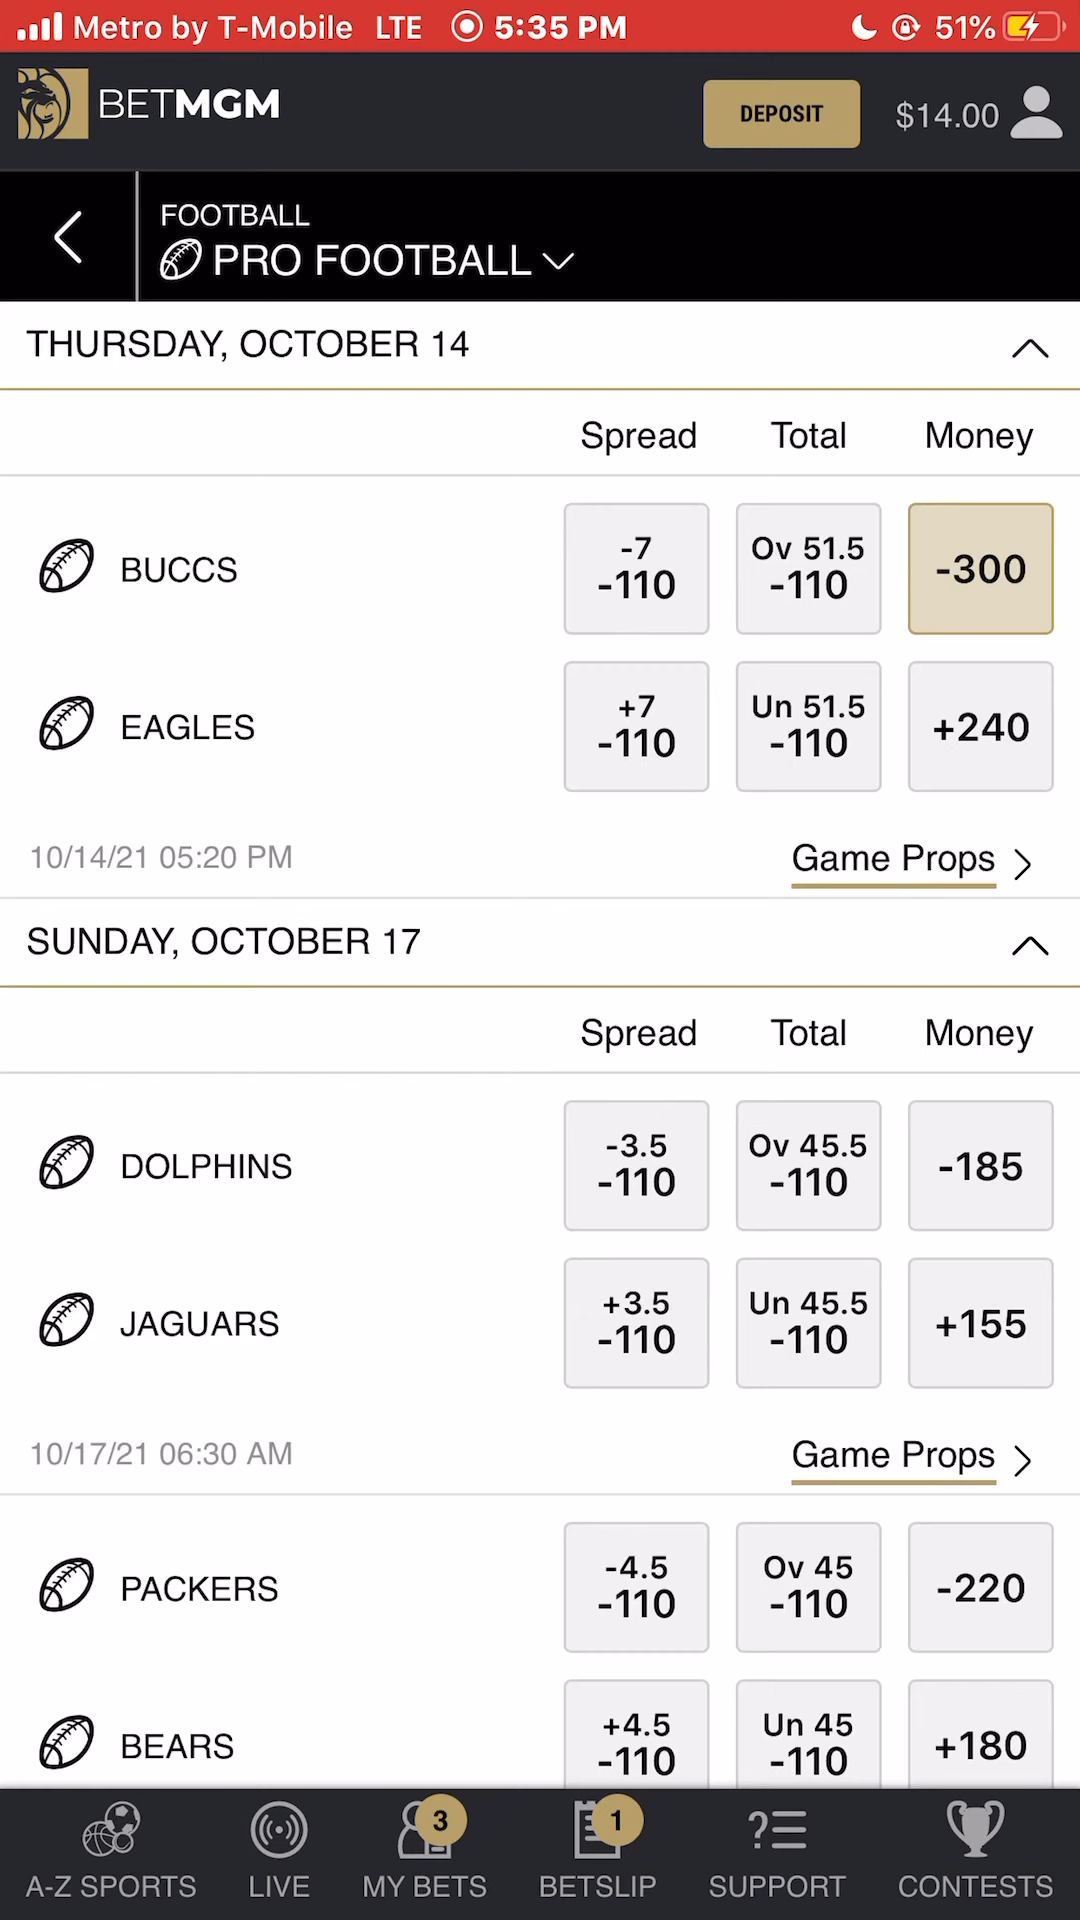 Metro by T-Mobile LTE 5:35 PM 51%
BETMGM DEPOSIT $14.00
FOOTBALL
PRO FOOTBALL
THURSDAY, OCTOBER 14
Spread Total Money
-7 Ov 51.5
BUCCS -110 -110 -300
+7 Un 51.5
EAGLES -110 -110 +240
10/14/21 05:20 PM Game Props
SUNDAY, OCTOBER 17
Spread Total Money
-3.5 Ov 45.5
DOLPHINS -110 -110 -185
+3.5 Un 45.5
JAGUARS -110 -110 +155
10/17/21 06:30 AM Game Props
-4.5 Ov 45
PACKERS -110 -110 -220
+4.5 Un 45
BEARS -110 -110 +180
3 1
A-Z SPORTS LIVE MY BETS BETSLIP SUPPORT CONTESTS